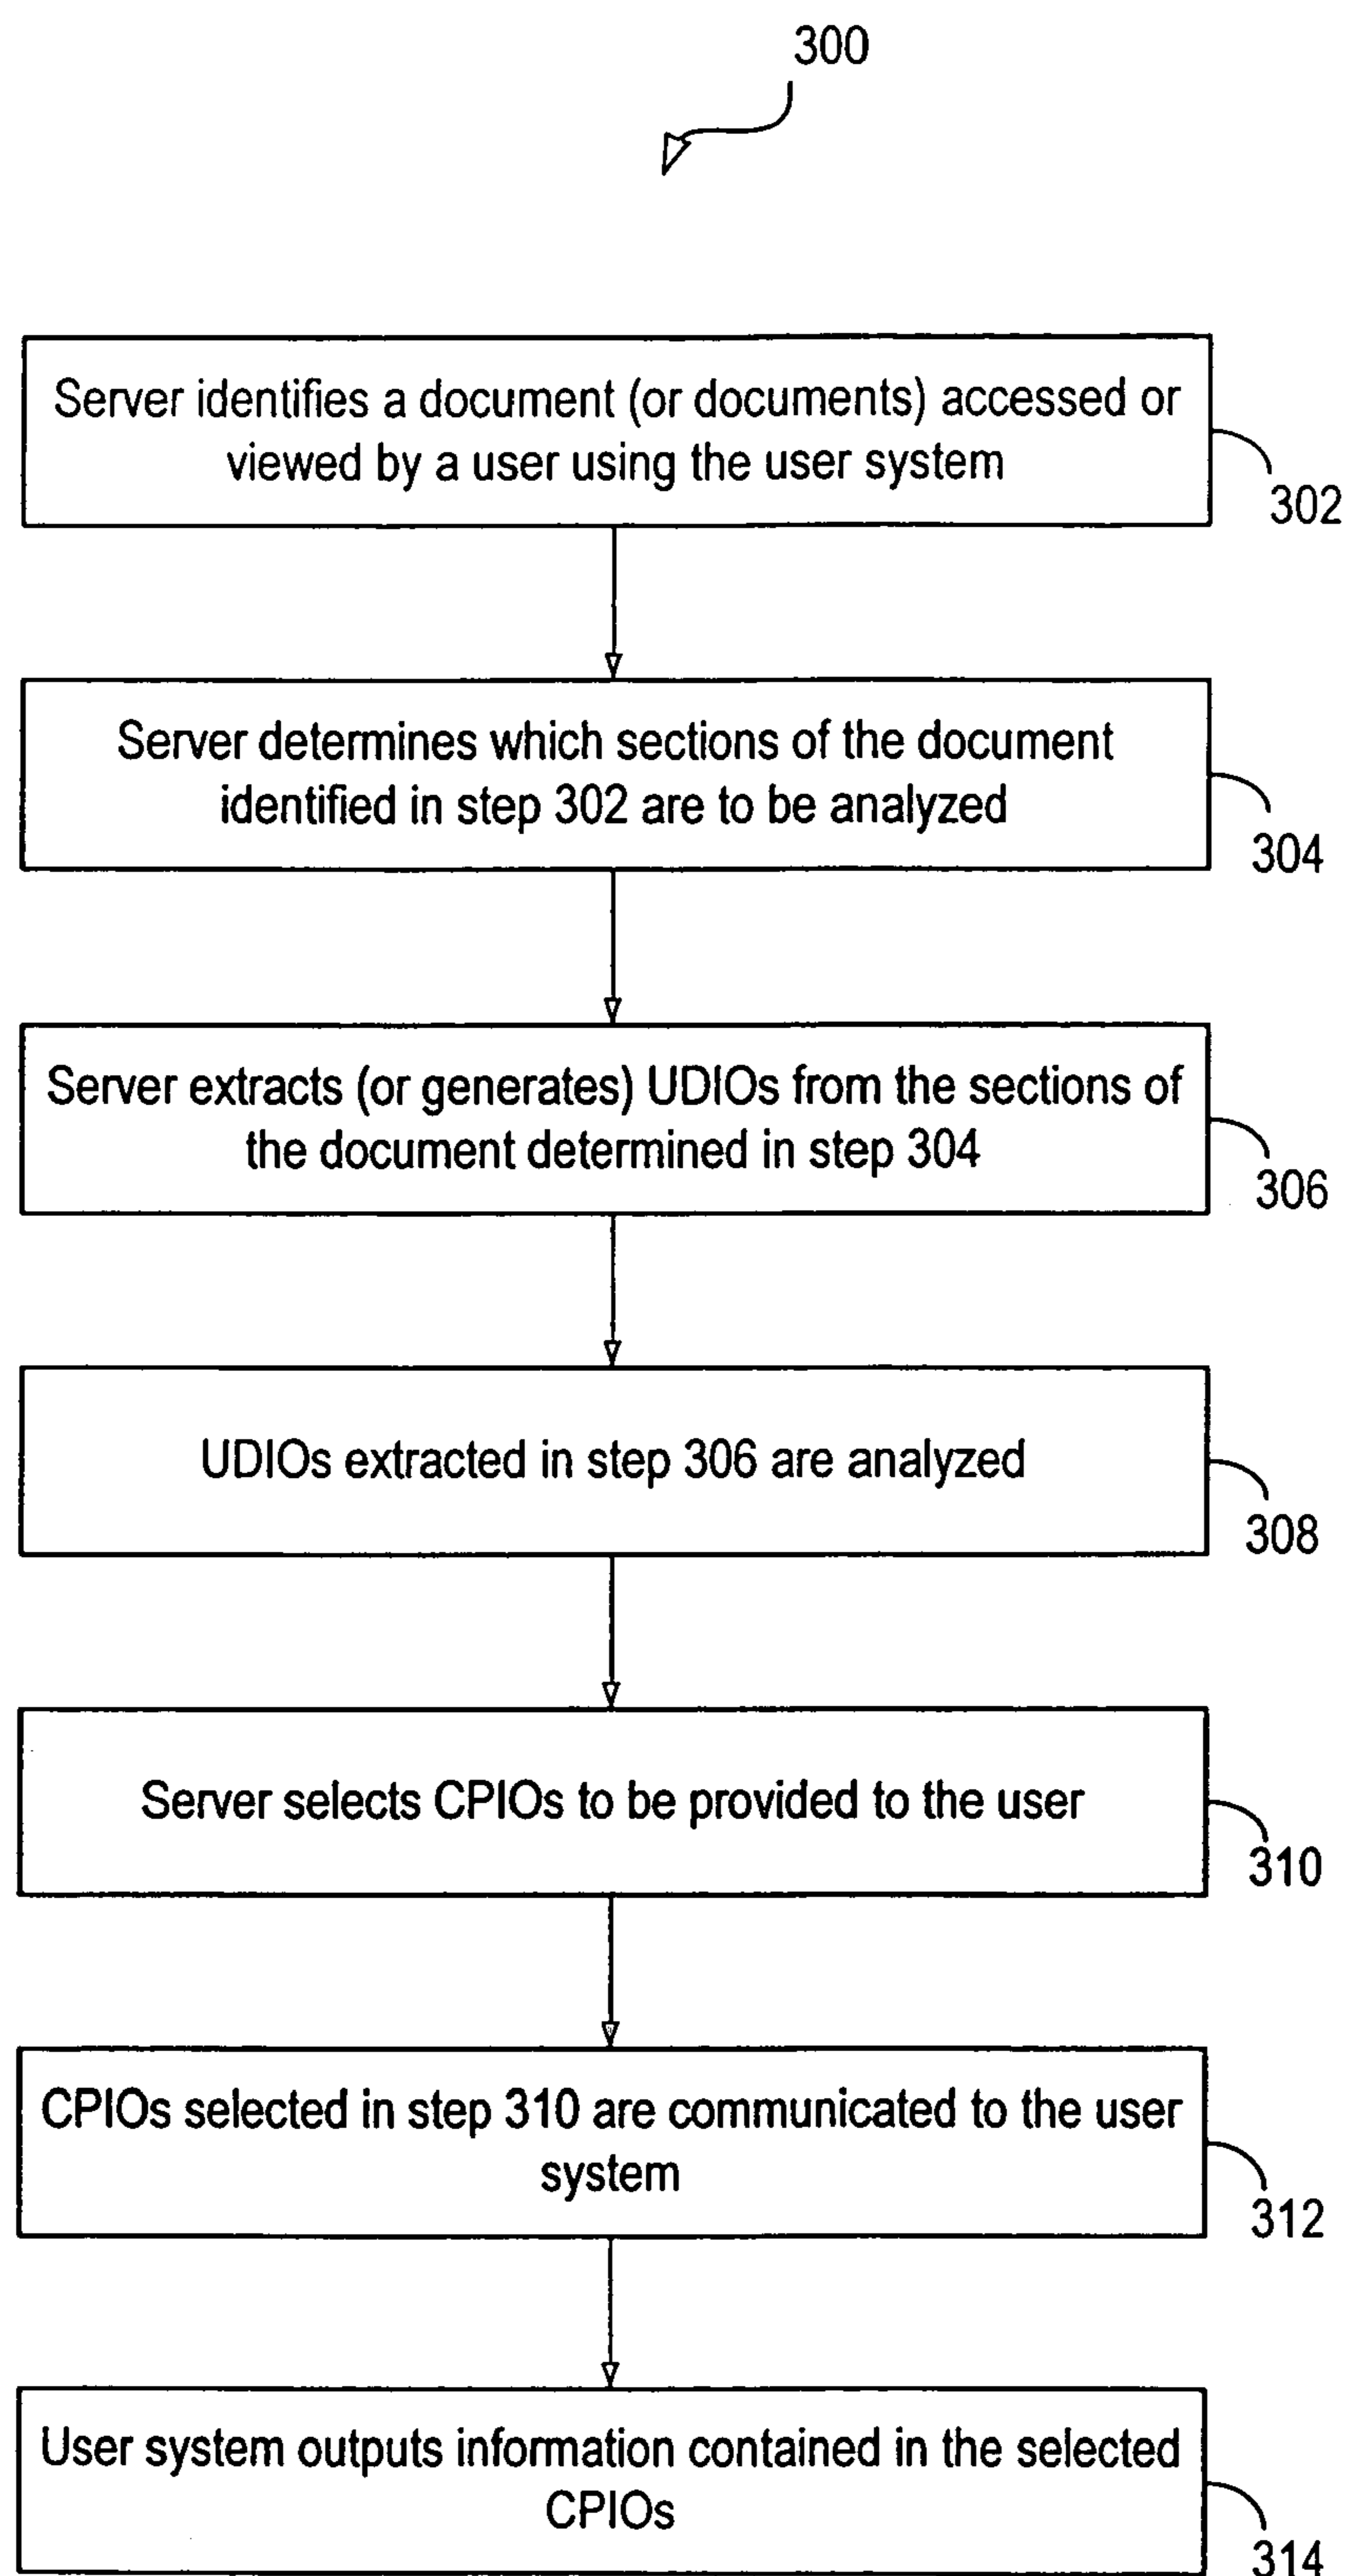 300
Server identifies a document (or documents) accessed or
viewed by a user using the user system
302
Server determines which sections of the document
identified in step 302 are to be analyzed
304
Server extracts (or generates) UDIOs from the sections of
the document determined in step 304
306
UDIOs extracted in step 306 are analyzed
308
Server selects CPIOs to be provided to the user
310
CPIOs selected in step 310 are communicated to the user
system
312
User system outputs information contained in the selected
CPIOs
314